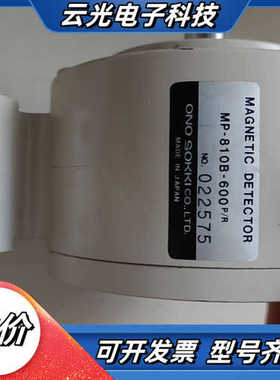 云光电子科技
MAGNETIC DETECTOR
MP-810B-600P/R
NO. 022575
ONO SOKKI CO., LTD.
MADE IN JAPAN
价
可开发票 型号齐